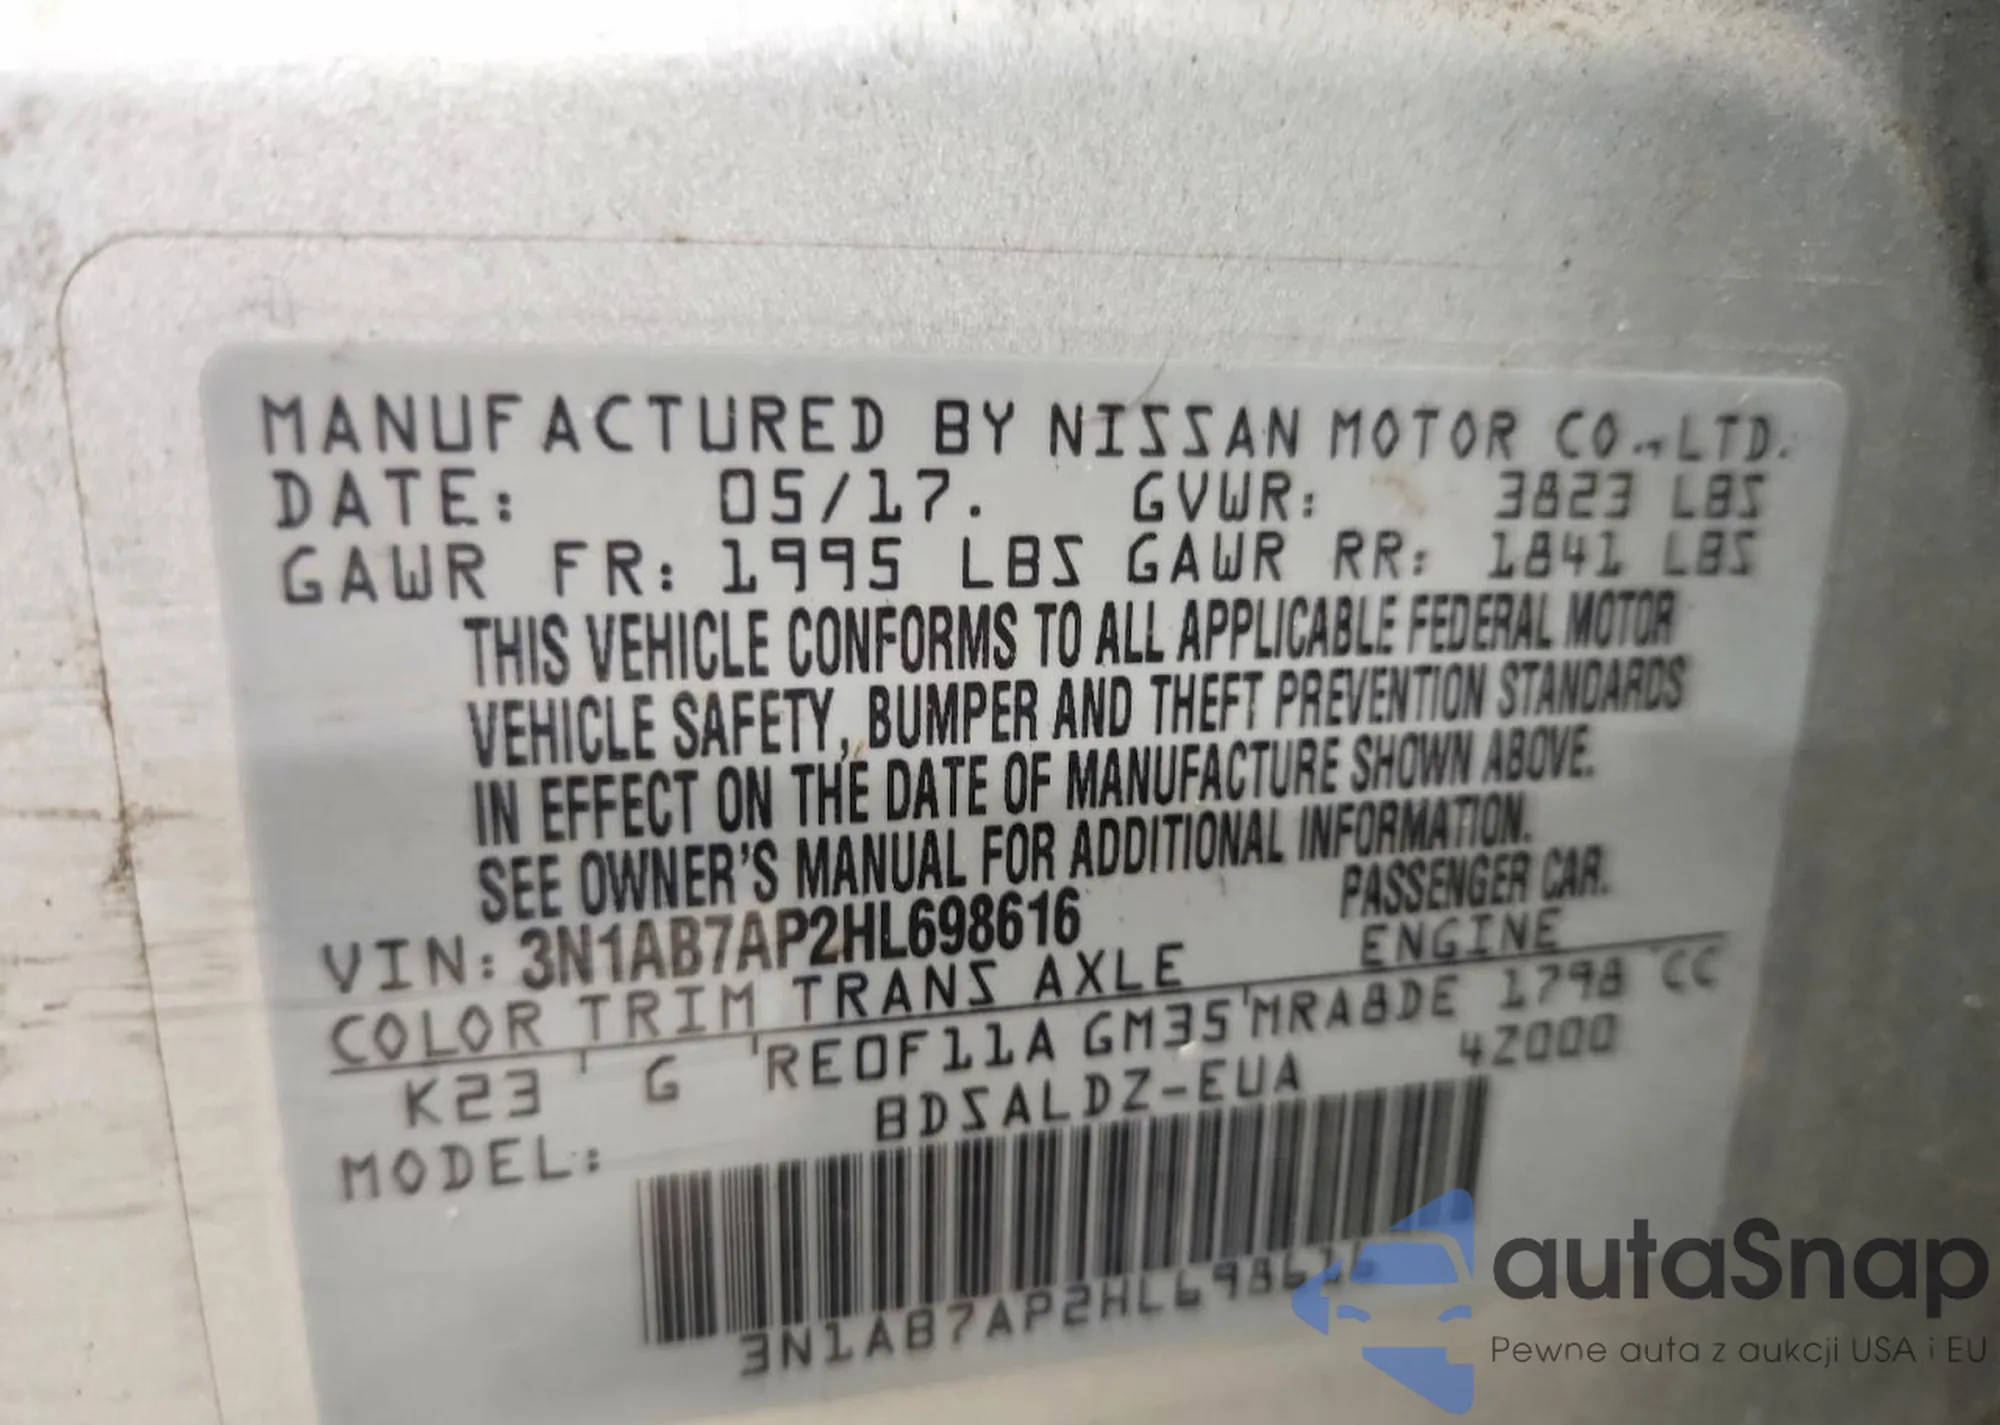 MANUFACTURED BY NISSAN MOTOR CO., LTD.
DATE: 05/17. GVWR: 3823 LBS
GAWR FR: 1995 LBS GAWR RR: 1841 LBS
THIS VEHICLE CONFORMS TO ALL APPLICABLE FEDERAL MOTOR
VEHICLE SAFETY, BUMPER AND THEFT PREVENTION STANDARDS
IN EFFECT ON THE DATE OF MANUFACTURE SHOWN ABOVE.
SEE OWNER'S MANUAL FOR ADDITIONAL INFORMATION.
VIN: 3N1AB7AP2HL698616 PASSENGER CAR.
COLOR TRIM TRANS AXLE ENGINE
K23 G RE0F11A GM35 MRA8DE 1798 CC
MODEL: BDSALDZ-EUA 4Z000
3N1AB7AP2HL698616
autaSnap
Pewne auta z aukcji USA i EU